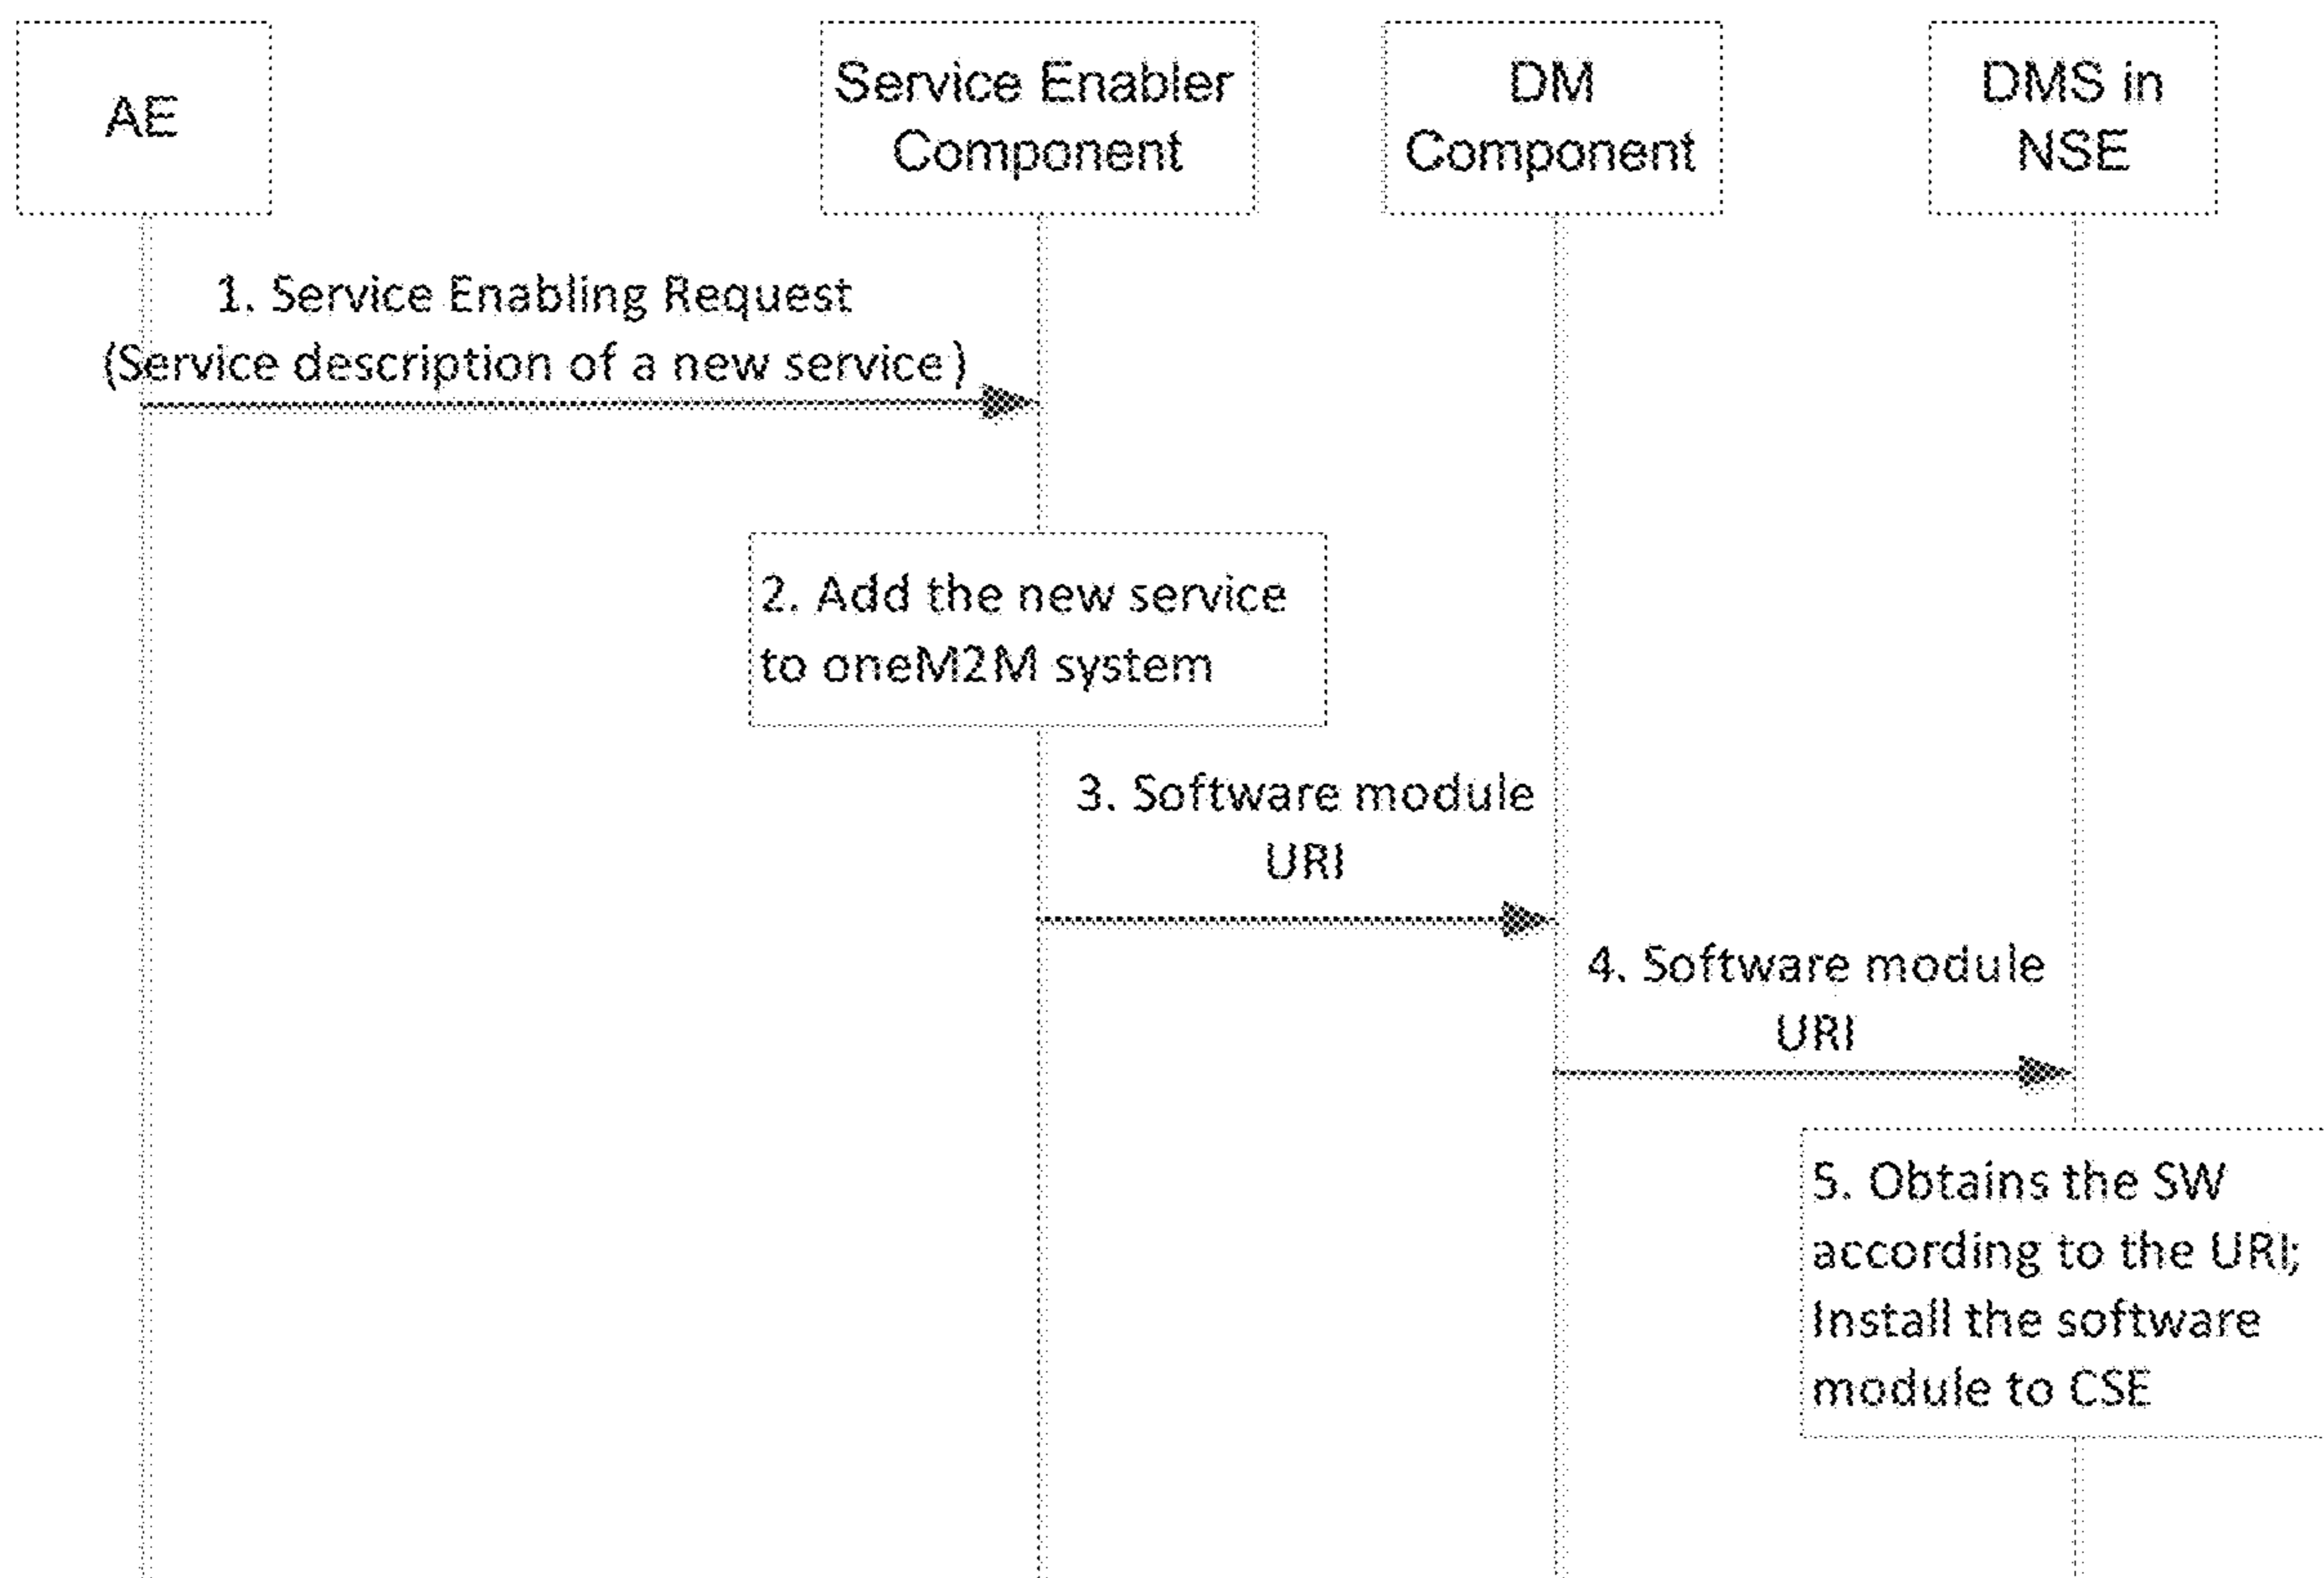 AE
Service Enabler
Component
DM
Component
DMS in
NSE
1. Service Enabling Request
(Service description of a new service)
2. Add the new service
to oneM2M system
3. Software module
URI
4. Software module
URI
5. Obtains the SW
according to the URI;
Install the software
module to CSE